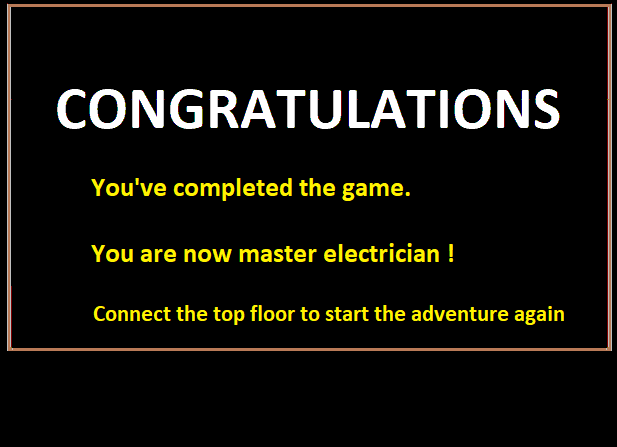 CONGRATULATIONS
You've completed the game.
You are now master electrician !
Connect the top floor to start the adventure again